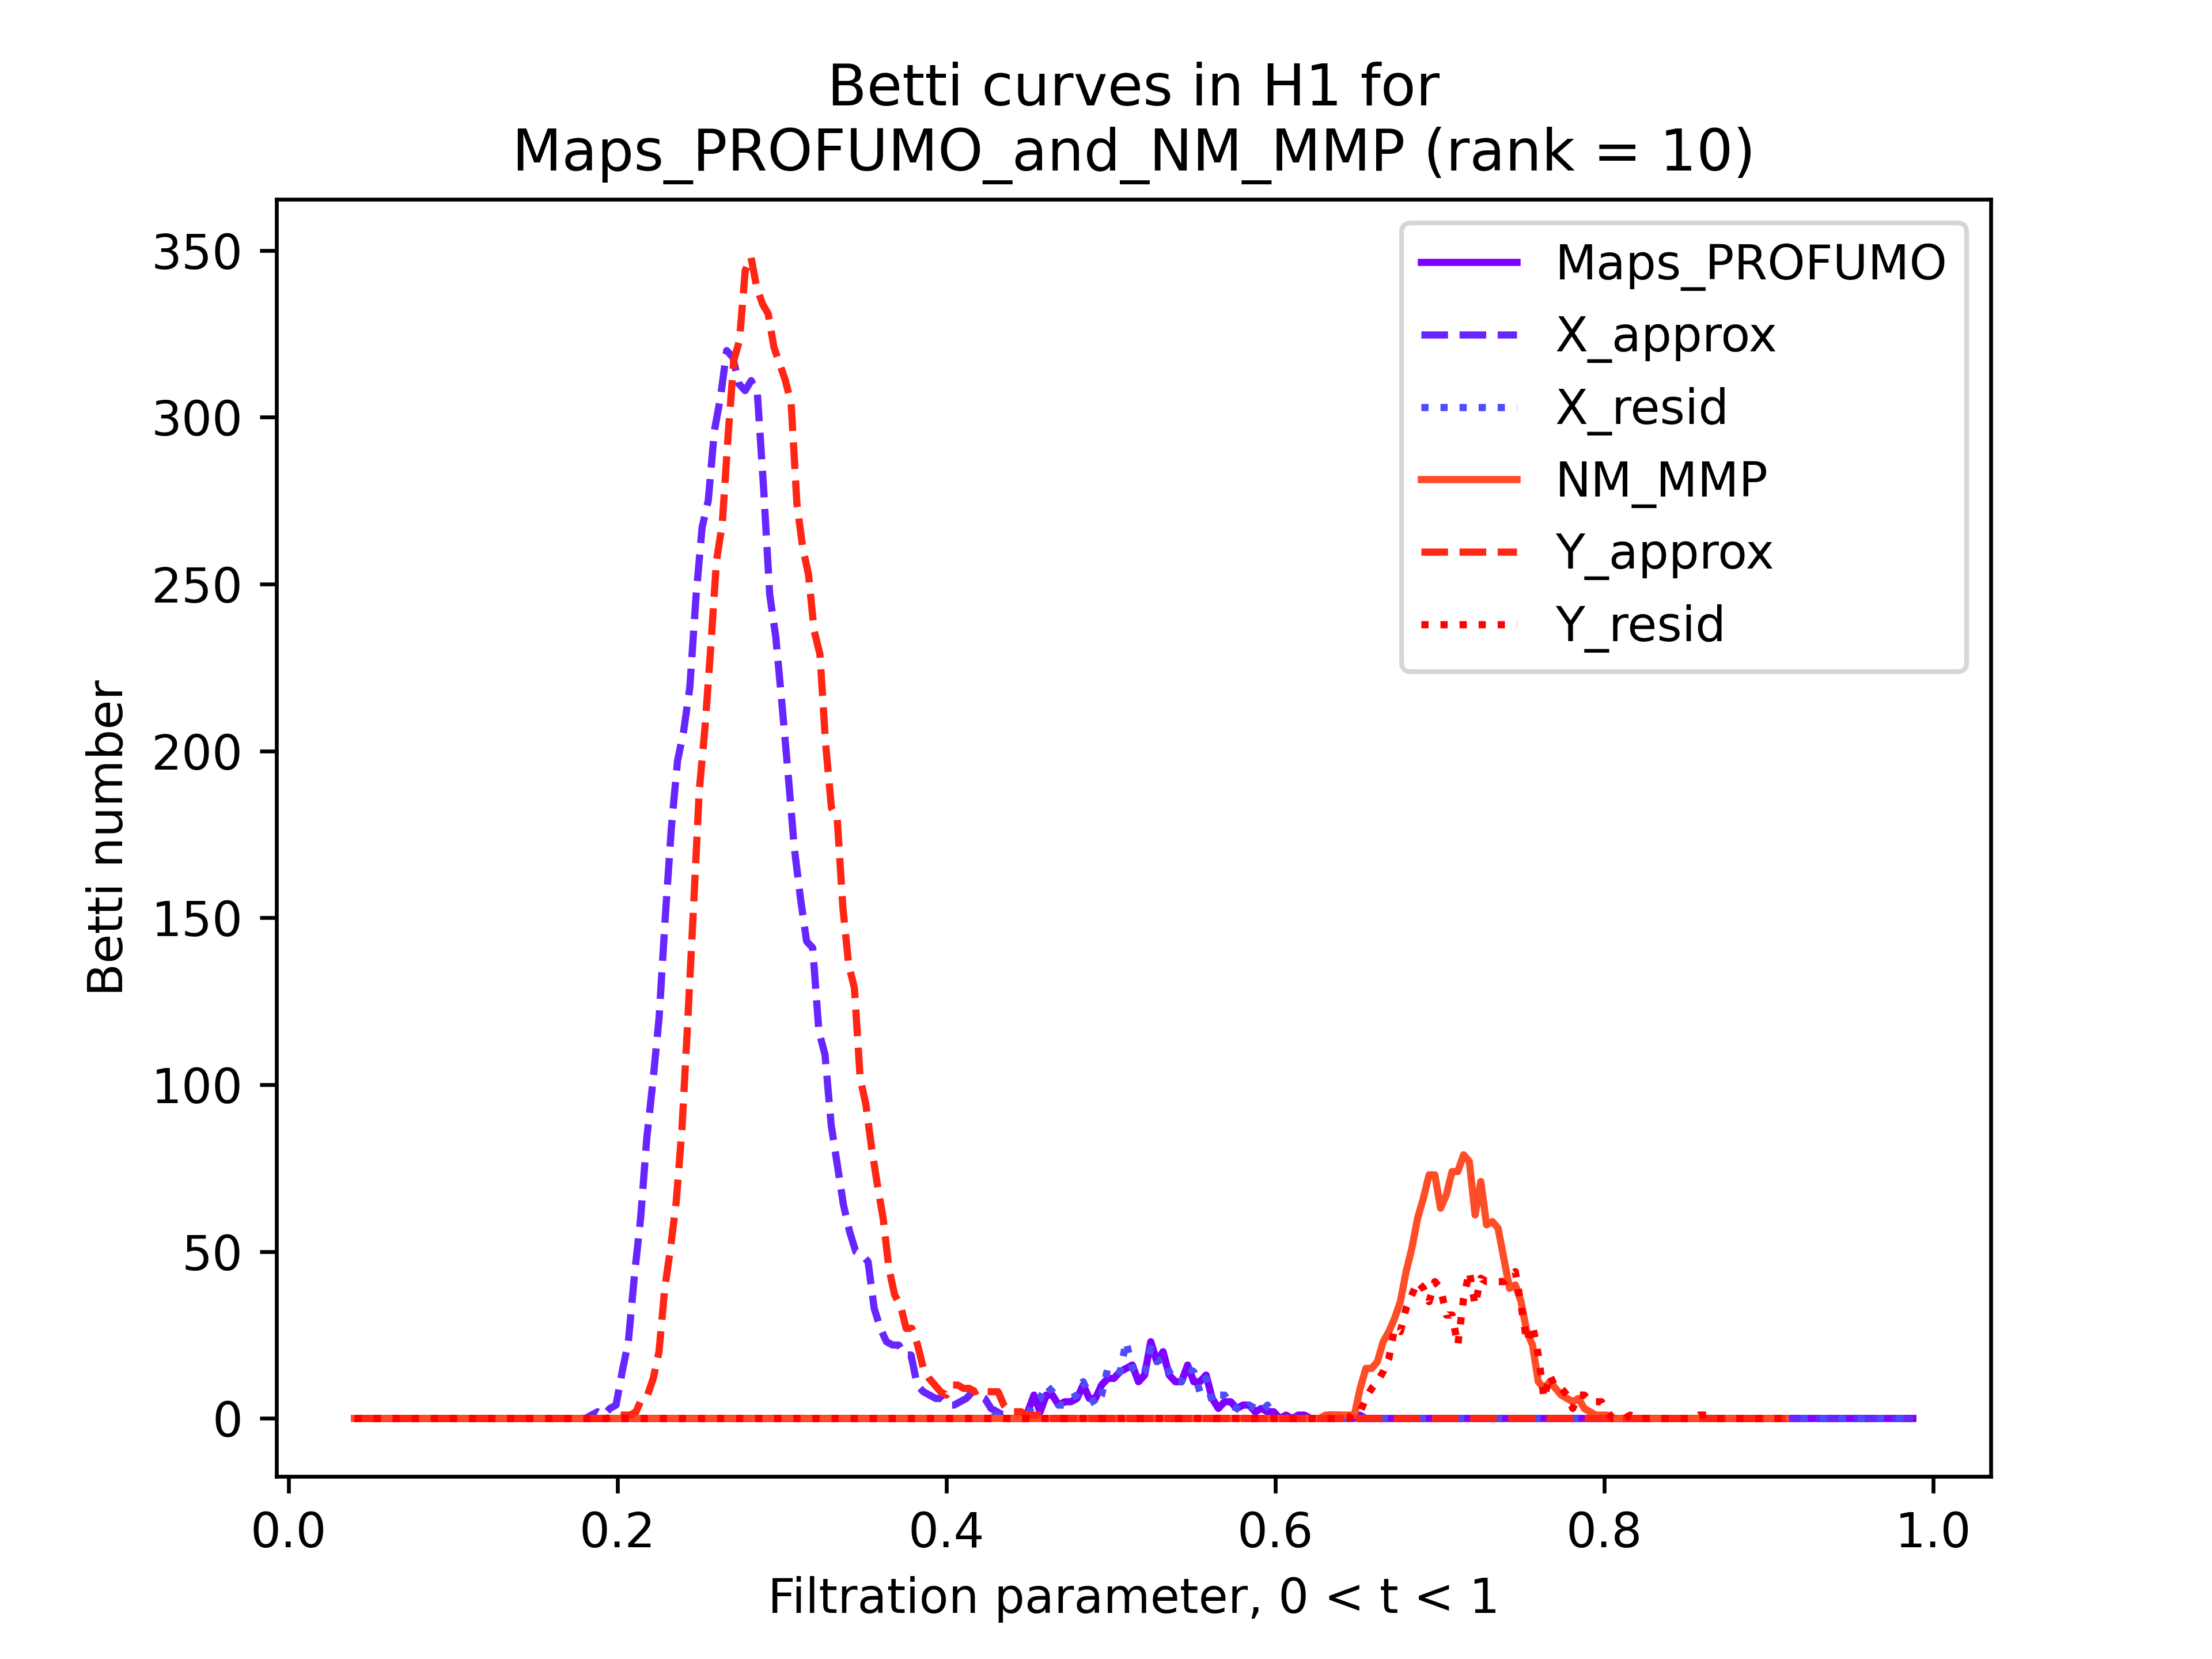 Betti curves in H1 for
Maps_PROFUMO_and_NM_MMP (rank = 10)
Maps_PROFUMO
X_approx
X_resid
NM_MMP
Y_approx
Y_resid
Betti number
350
300
250
200
150
100
50
0
0.0 0.2 0.4 0.6 0.8 1.0
Filtration parameter, 0 < t < 1